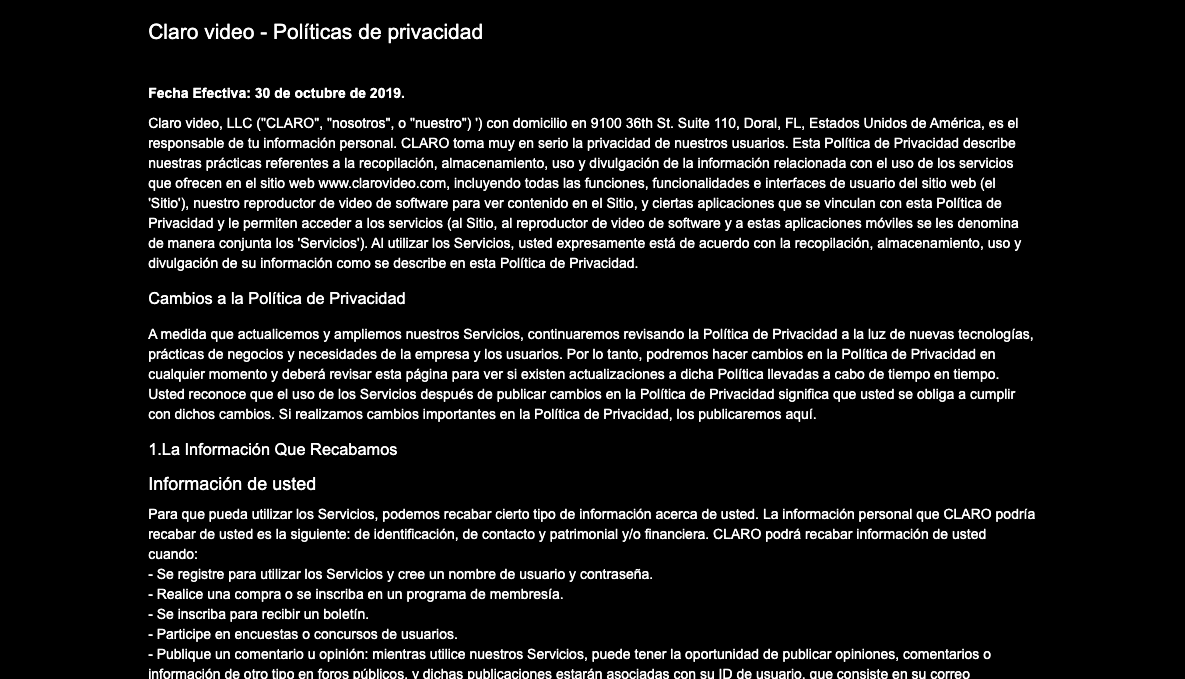 Claro video - Políticas de privacidad
Fecha Efectiva: 30 de octubre de 2019.
Claro video, LLC ("CLARO", "nosotros", o "nuestro") ') con domicilio en 9100 36th St. Suite 110, Doral, FL, Estados Unidos de América, es el
responsable de tu información personal. CLARO toma muy en serio la privacidad de nuestros usuarios. Esta Política de Privacidad describe
nuestras prácticas referentes a la recopilación, almacenamiento, uso y divulgación de la información relacionada con el uso de los servicios
que ofrecen en el sitio web www.clarovideo.com, incluyendo todas las funciones, funcionalidades e interfaces de usuario del sitio web (el
'Sitio'), nuestro reproductor de video de software para ver contenido en el Sitio, y ciertas aplicaciones que se vinculan con esta Política de
Privacidad y le permiten acceder a los servicios (al Sitio, al reproductor de video de software y a estas aplicaciones móviles se les denomina
de manera conjunta los 'Servicios'). Al utilizar los Servicios, usted expresamente está de acuerdo con la recopilación, almacenamiento, uso y
divulgación de su información como se describe en esta Política de Privacidad.
Cambios a la Política de Privacidad
A medida que actualicemos y ampliemos nuestros Servicios, continuaremos revisando la Política de Privacidad a la luz de nuevas tecnologías,
prácticas de negocios y necesidades de la empresa y los usuarios. Por lo tanto, podremos hacer cambios en la Política de Privacidad en
cualquier momento y deberá revisar esta página para ver si existen actualizaciones a dicha Política llevadas a cabo de tiempo en tiempo.
Usted reconoce que el uso de los Servicios después de publicar cambios en la Política de Privacidad significa que usted se obliga a cumplir
con dichos cambios. Si realizamos cambios importantes en la Política de Privacidad, los publicaremos aquí.
1.La Información Que Recabamos
Información de usted
Para que pueda utilizar los Servicios, podemos recabar cierto tipo de información acerca de usted. La información personal que CLARO podría
recabar de usted es la siguiente: de identificación, de contacto y patrimonial y/o financiera. CLARO podrá recabar información de usted
cuando:
- Se registre para utilizar los Servicios y cree un nombre de usuario y contraseña.
- Realice una compra o se inscriba en un programa de membresía.
- Se inscriba para recibir un boletín.
- Participe en encuestas o concursos de usuarios.
- Publique un comentario u opinión: mientras utilice nuestros Servicios, puede tener la oportunidad de publicar opiniones, comentarios o
información de otro tipo en foros públicos, y dichas publicaciones estarán asociadas con su ID de usuario, que consiste en su correo